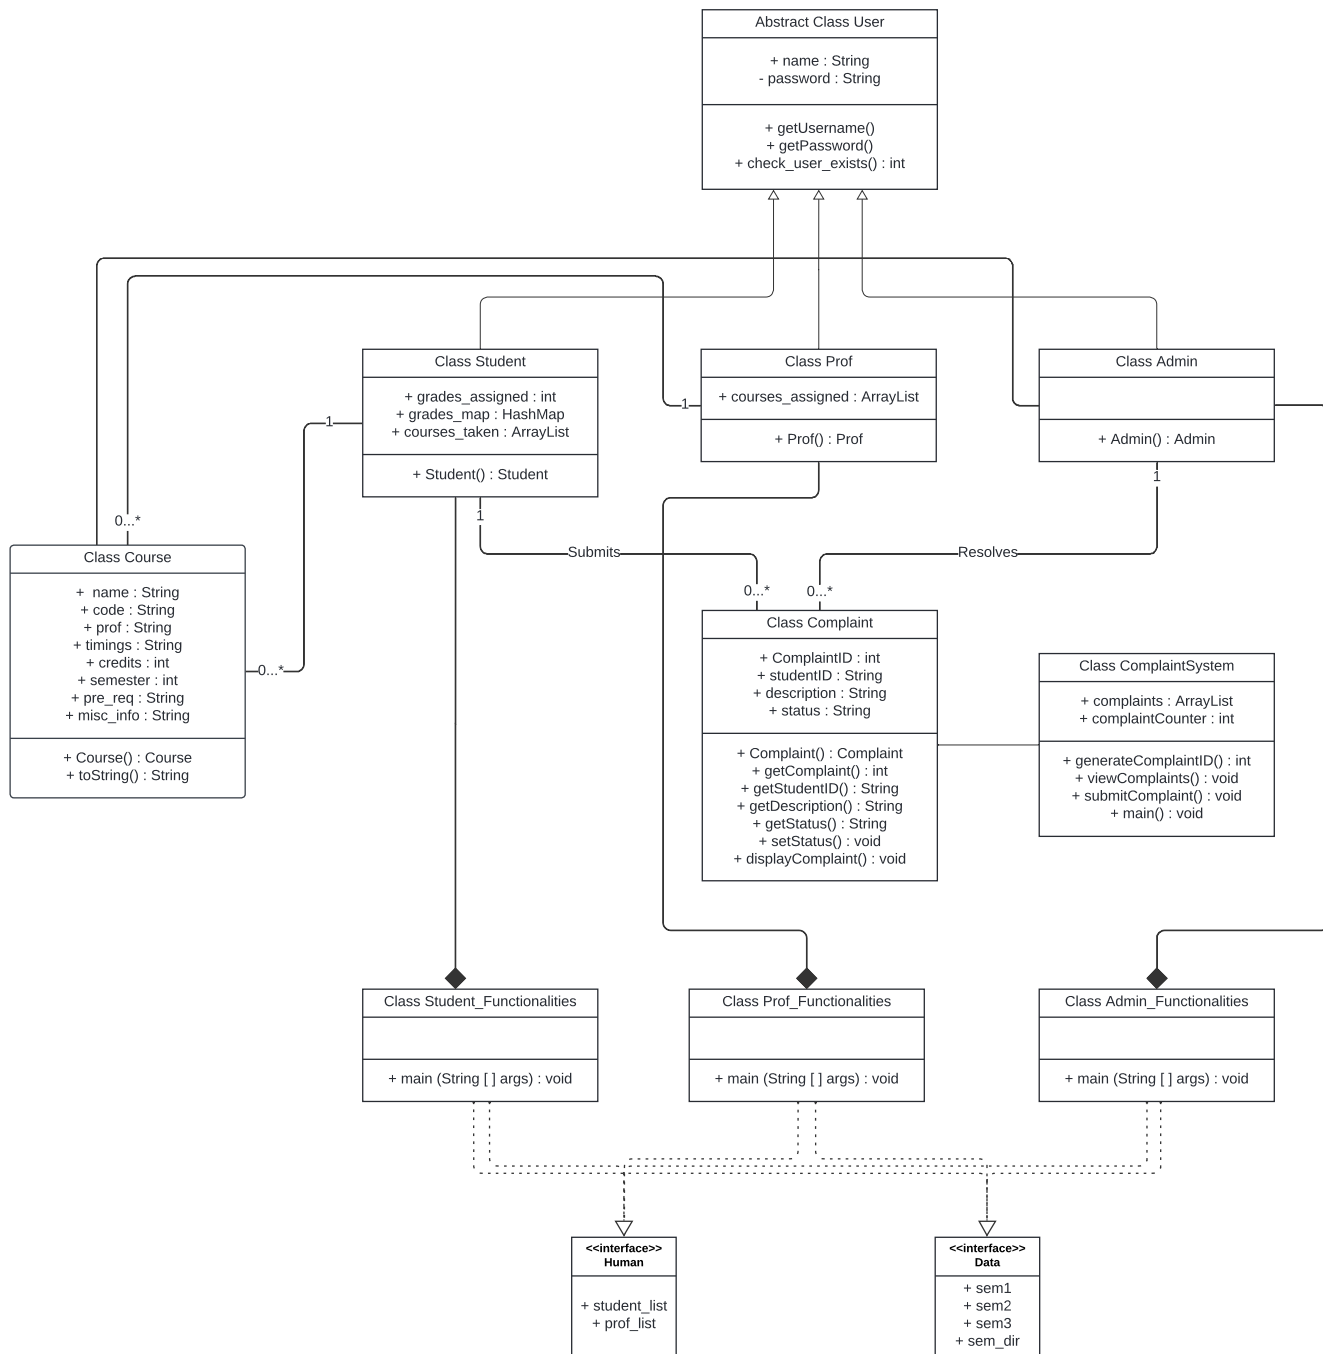 Abstract Class User
+ name : String
- password : String
+ getUsername()
+ getPassword()
+ check_user_exists() : int
Class Student
+ grades_assigned : int
+ grades_map : HashMap
+ courses_taken : ArrayList
+ Student() : Student
Class Prof
+ courses_assigned : ArrayList
+ Prof() : Prof
Class Admin
+ Admin() : Admin
1
1
1
1
0...*
Submits
Resolves
0...*
0...*
0...*
Class Course
+ name : String
+ code : String
+ prof : String
+ timings : String
+ credits : int
+ semester : int
+ pre_req : String
+ misc_info : String
+ Course() : Course
+ toString() : String
Class Complaint
+ ComplaintID : int
+ studentID : String
+ description : String
+ status : String
+ Complaint() : Complaint
+ getComplaint() : int
+ getStudentID() : String
+ getDescription() : String
+ getStatus() : String
+ setStatus() : void
+ displayComplaint() : void
Class ComplaintSystem
+ complaints : ArrayList
+ complaintCounter : int
+ generateComplaintID() : int
+ viewComplaints() : void
+ submitComplaint() : void
+ main() : void
Class Student_Functionalities
+ main (String [ ] args) : void
Class Prof_Functionalities
+ main (String [ ] args) : void
Class Admin_Functionalities
+ main (String [ ] args) : void
<<interface>>
Human
+ student_list
+ prof_list
<<interface>>
Data
+ sem1
+ sem2
+ sem3
+ sem_dir